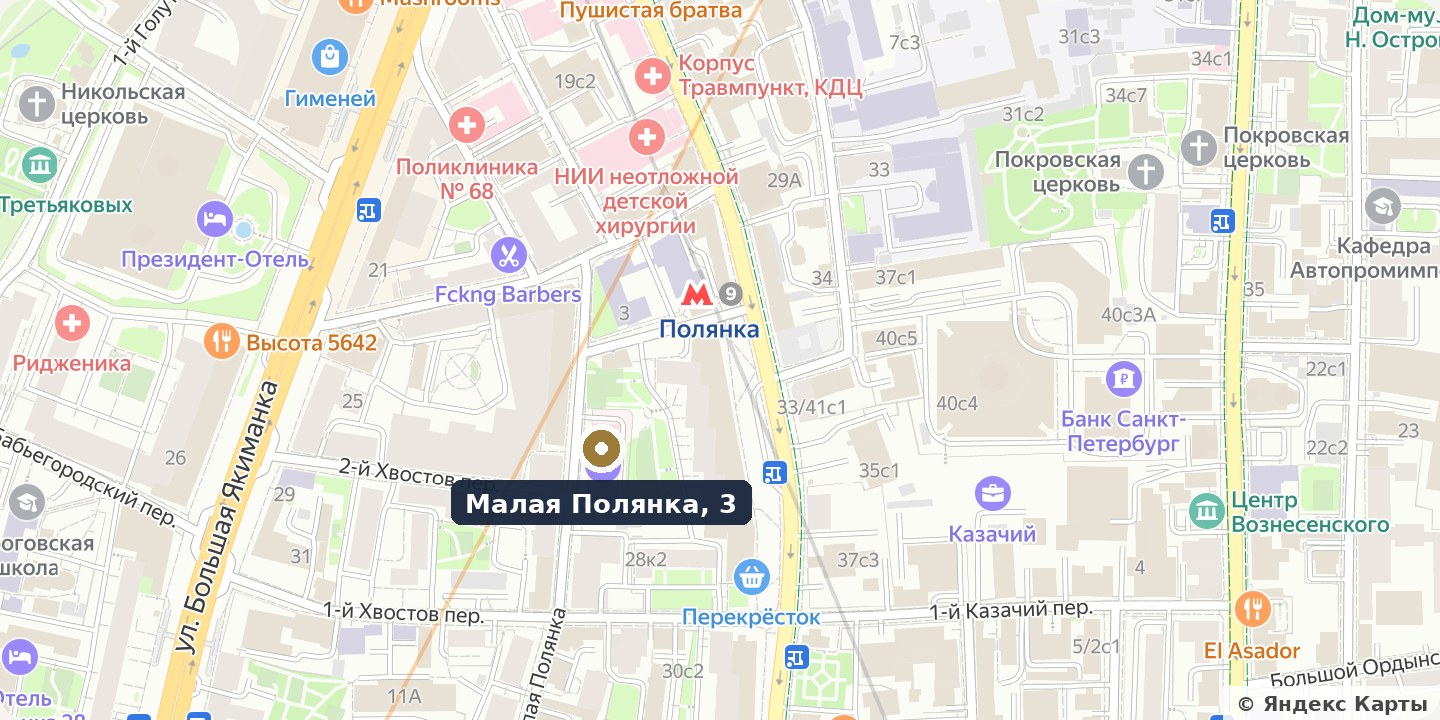 Mushrooms
Пушистая братва
Дом-му
Н. Остро
1-й Голу
7с3
31с3
34с1
Гименей
Корпус
Травмпункт, КДЦ
19с2
34с7
31с2
Никольская
церковь
Поликлиника
№ 68
НИИ неотложной
детской
хирургии
29А
33
Покровская
церковь
Покровская
церковь
Третьяковых
Президент-Отель
21
Fckng Barbers
3
9
Полянка
34
37с1
Кафедра
Автопромимп
35
40с3А
Ридженика
Высота 5642
40с5
22с1
25
33/41с1
40с4
Банк Санкт-
Петербург
23
22с2
26
ул. Большая Якиманка
бабьегородский пер.
2-й Хвостов пер.
29
Малая Полянка, 3
35с1
Казачий
Центр
Вознесенского
роговская
школа
31
28к2
37с3
4
Перекрёсток
1-й Хвостов пер.
1-й Казачий пер.
El Asador
5/2с1
Большой Ордынс
лая Полянка
30с2
11А
Отель
© Яндекс Карты